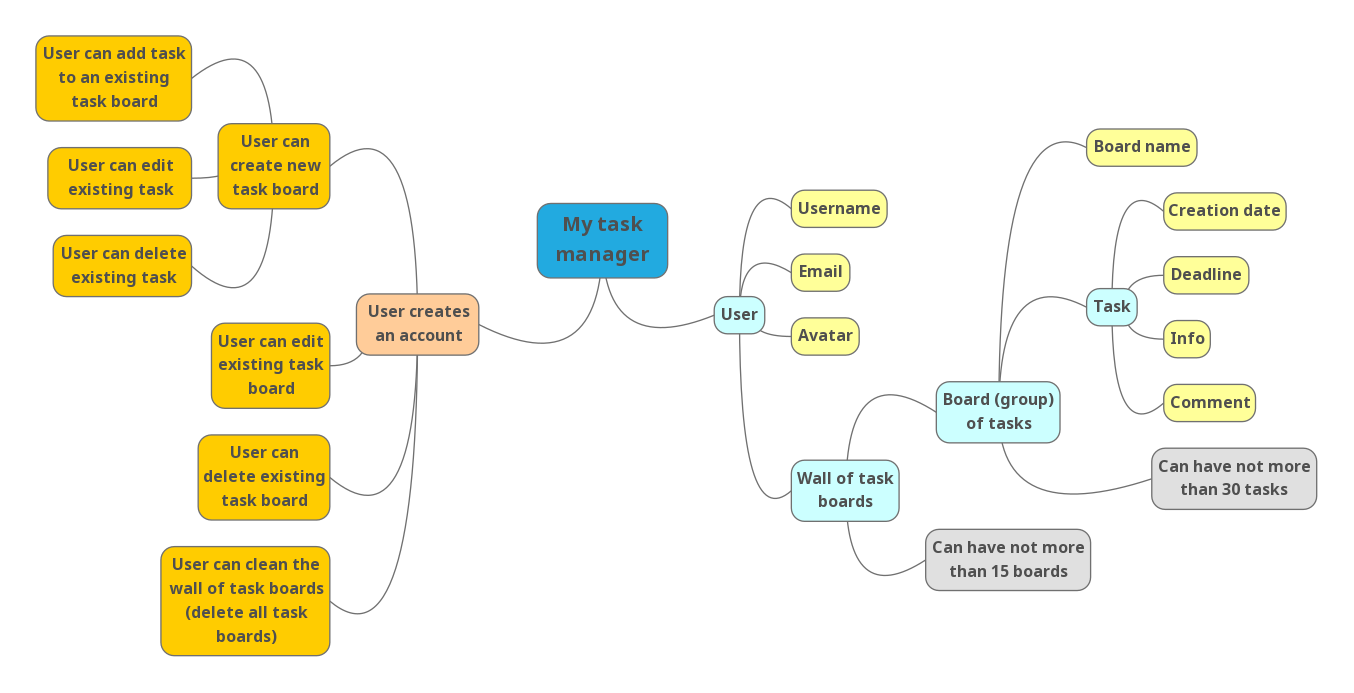 My task
manager
User creates
an account
User can
create new
task board
User can add task
to an existing
task board
User can edit
existing task
User can delete
existing task
User can edit
existing task
board
User can
delete existing
task board
User can clean the
wall of task boards
(delete all task
boards)
User
Username
Email
Avatar
Wall of task
boards
Board (group)
of tasks
Board name
Task
Creation date
Deadline
Info
Comment
Can have not more
than 30 tasks
Can have not more
than 15 boards